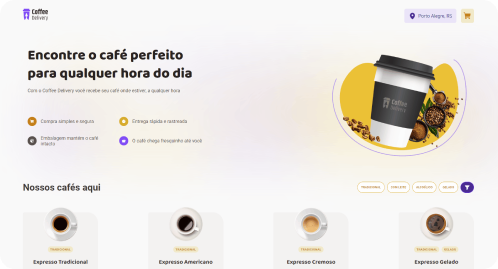 Coffee
Delivery
Porto Alegre, RS
Encontre o café perfeito
para qualquer hora do dia
Com o Coffee Delivery você recebe seu café onde estiver, a qualquer hora
Compra simples e segura
Entrega rápida e rastreada
Embalagem mantém o café
intacto
O café chega fresquinho até você
Coffee
Delivery
Nossos cafés aqui
TRADICIONAL
GELADO
TRADICIONAL
TRADICIONAL
TRADICIONAL
TRADICIONAL
GELADO
Expresso Tradicional
Expresso Americano
Expresso Cremoso
Expresso Gelado